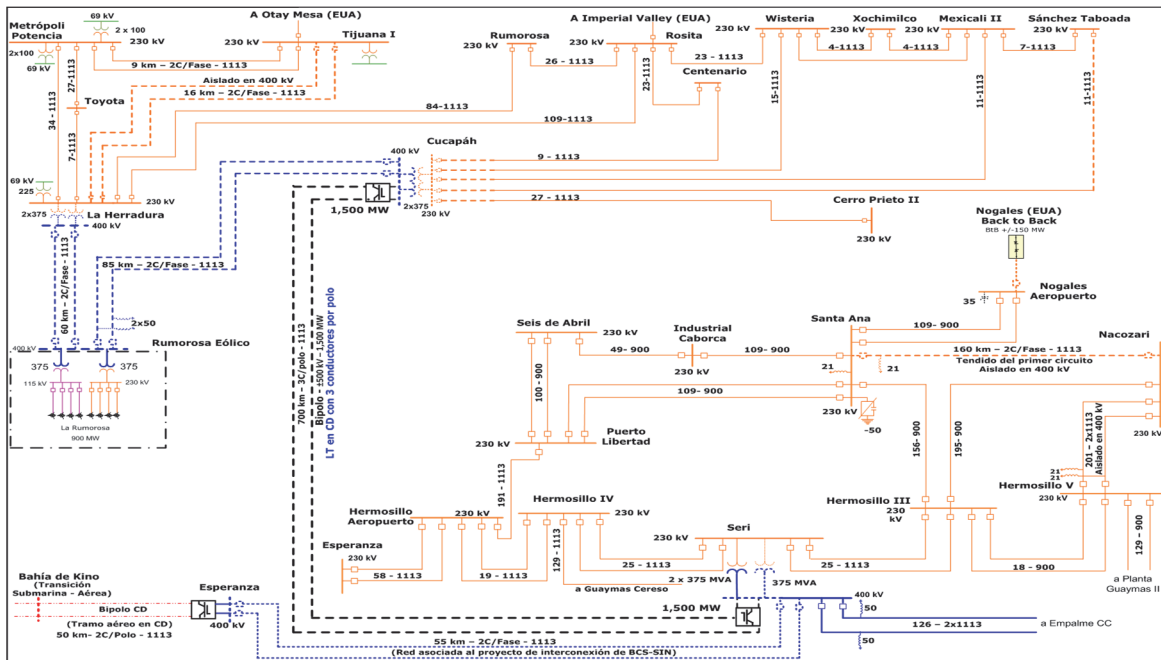 Metrópoli
Potencia
69 kV
2 x 100
230 kV
2x100
69 kV
A Otay Mesa (EUA)
230 kV
Tijuana I
230 kV
9 km – 2C/Fase – 1113
Aislado en 400 kV
16 km – 2C/Fase - 1113
27-1113
34 - 1113
Toyota
7-1113
Rumorosa
230 kV
26 - 1113
A Imperial Valley (EUA)
230 kV
Rosita
23 - 1113
23-1113
Centenario
Wisteria
230 kV
4-1113
Xochimilco
4-1113
Mexicali II
230 kV
7-1113
Sánchez Taboada
230 kV
15-1113
11-1113
11-1113
84-1113
109-1113
Cucapáh
400 kV
9 - 1113
27 - 1113
2x375
230 kV
1,500 MW
Cerro Prieto II
230 kV
69 kV
225
230 kV
La Herradura
2x375
400 kV
85 km – 2C/Fase - 1113
60 km – 2C/Fase - 1113
2x50
Rumorosa Eólico
400 kV
375
375
115 kV
230 kV
La Rumorosa
900 MW
700 km – 3C/polo - 1113
Bipolo ±500 kV – 1,500 MW
LT en CD con 3 conductores por polo
Nogales (EUA)
Back to Back
BtB +/-150 MW
35
Nogales
Aeropuerto
Santa Ana
109- 900
Nacozari
160 km – 2C/Fase - 1113
Tendido del primer circuito
Aislado en 400 kV
21
21
230 kV
-50
230 kV
Seis de Abril
230 kV
49- 900
Industrial
Caborca
230 kV
109- 900
109- 900
100 - 900
230 kV
Puerto
Libertad
191 - 1113
156- 900
195- 900
201 – 2x1113
Aislado en 400 kV
21
21
Hermosillo V
230 kV
129 – 900
a Planta
Guaymas II
Hermosillo III
230
kV
18 - 900
Hermosillo
Aeropuerto
230 kV
Hermosillo IV
230 kV
Esperanza
230 kV
58 - 1113
19 - 1113
129 - 1113
25 - 1113
a Guaymas Cereso
Seri
230 kV
25 - 1113
2 x 375 MVA
375 MVA
1,500 MW
400 kV
50
126 – 2x1113
a Empalme CC
50
Bahía de Kino
(Transición
Submarina - Aérea)
Bipolo CD
(Tramo aéreo en CD)
50 km- 2C/Polo - 1113
Esperanza
400 kV
55 km – 2C/Fase - 1113
(Red asociada al proyecto de interconexión de BCS-SIN)